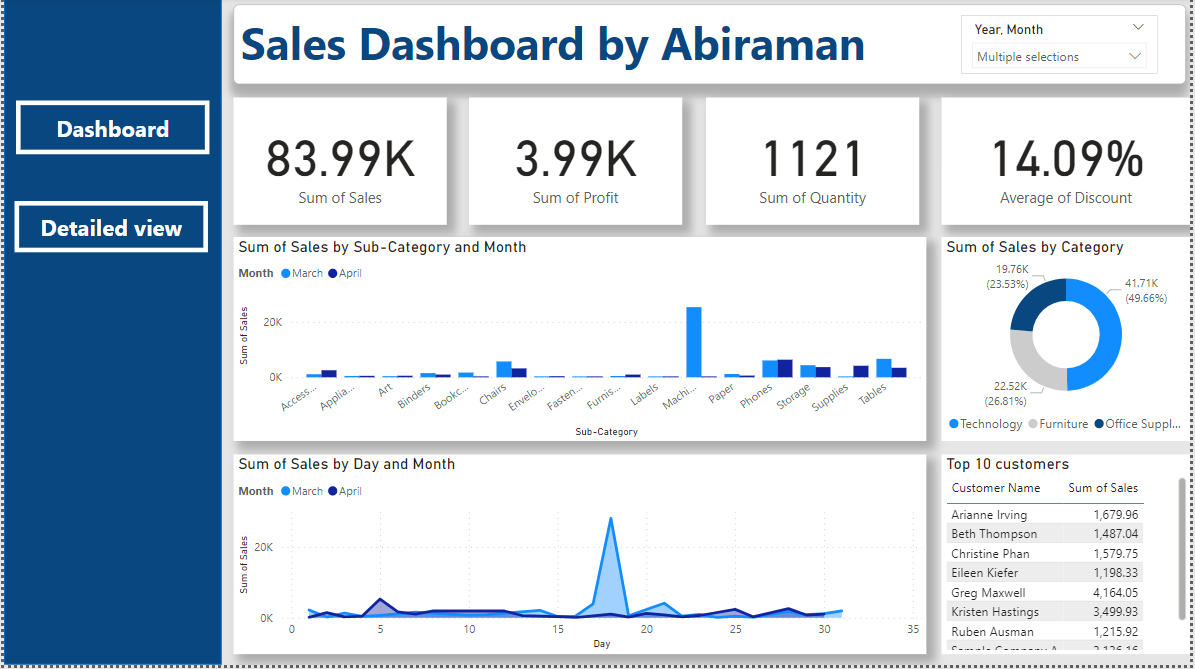 Sales Dashboard by Abiraman
Year, Month
Multiple selections
Dashboard
Detailed view
83.99K
Sum of Sales
3.99K
Sum of Profit
1121
Sum of Quantity
14.09%
Average of Discount
Sum of Sales by Sub-Category and Month
Month March April
Sum of Sales
20K
0K
Access... Applia... Art Binders Bookc... Chairs Envelo... Fasten... Furnis... Labels Machi... Paper Phones Storage Supplies Tables
Sub-Category
Sum of Sales by Category
19.76K
(23.53%)
41.71K
(49.66%)
22.52K
(26.81%)
Technology Furniture Office Suppl...
Sum of Sales by Day and Month
Month March April
Sum of Sales
20K
0K
0 5 10 15 20 25 30 35
Day
Top 10 customers
Customer Name Sum of Sales
Arianne Irving 1,679.96
Beth Thompson 1,487.04
Christine Phan 1,579.75
Eileen Kiefer 1,198.33
Greg Maxwell 4,164.05
Kristen Hastings 3,499.93
Ruben Ausman 1,215.92